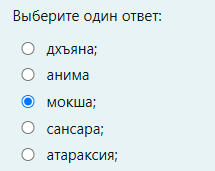 Выберите один ответ:
дхъяна;
анима
мокша;
сансара;
атараксия;